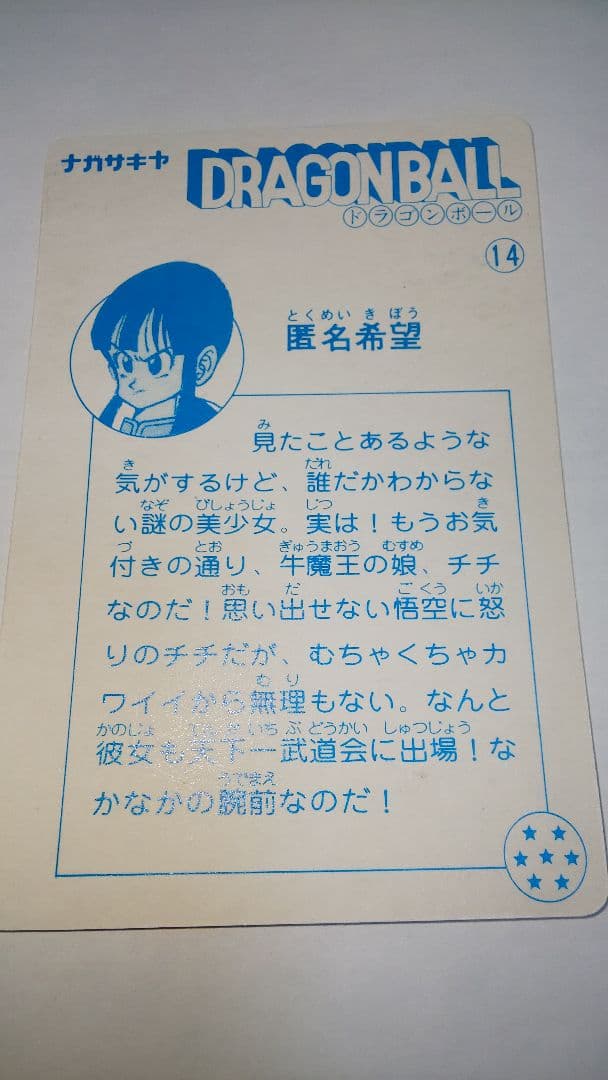 ナガサキヤ
DRAGONBALL
ドラゴンボール
14
とくめいきぼう
匿名希望
み
見たことあるような
き だれ
気がするけど、誰だかわからな
なぞ びしょうじょ じつ き
い謎の美少女。実は!もうお気
づ とお ぎゅうまおう むすめ
付きの通り、牛魔王の娘、チチ
おも だ ごくう いか
なのだ!思い出せない悟空に怒
りのチチだが、むちゃくちゃカ
むり
ワイイから無理もない。なんと
かのじょ てんか いち ぶどうかい しゅつじょう
彼女も天下一武道会に出場!な
うでまえ
かなかの腕前なのだ!